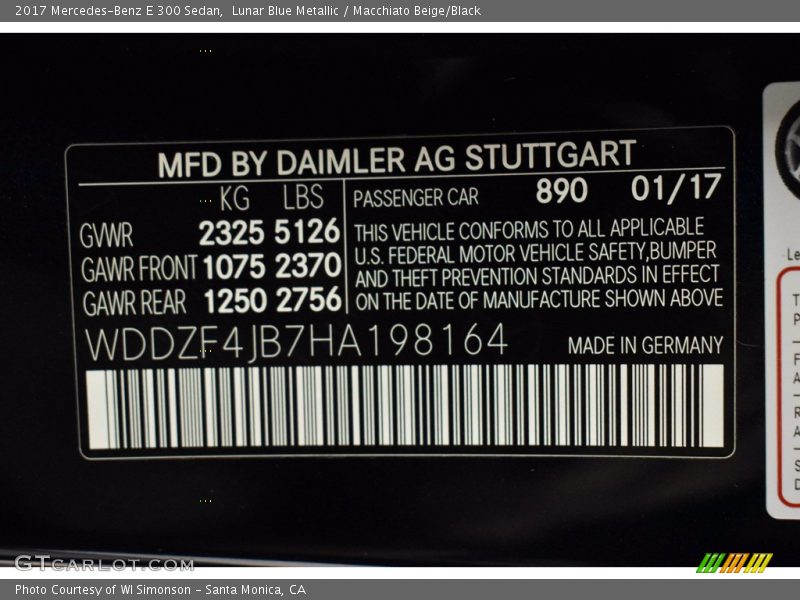 2017 Mercedes-Benz E 300 Sedan, Lunar Blue Metallic / Macchiato Beige/Black
MFD BY DAIMLER AG STUTTGART
KG LBS PASSENGER CAR 890 01/17
GVWR 2325 5126
GAWR FRONT 1075 2370
GAWR REAR 1250 2756
THIS VEHICLE CONFORMS TO ALL APPLICABLE
U.S. FEDERAL MOTOR VEHICLE SAFETY,BUMPER
AND THEFT PREVENTION STANDARDS IN EFFECT
ON THE DATE OF MANUFACTURE SHOWN ABOVE
WDDZF4JB7HA198164 MADE IN GERMANY
GTcarlot.com
Photo Courtesy of WI Simonson - Santa Monica, CA